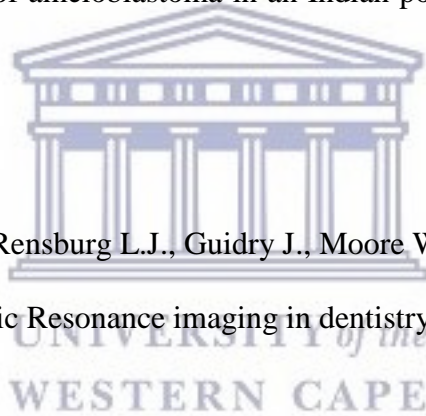 of ameloblastoma in an Indian po
Rensburg L.J., Guidry J., Moore W
ic Resonance imaging in dentistry
UNIVERSITY of the
WESTERN CAPE